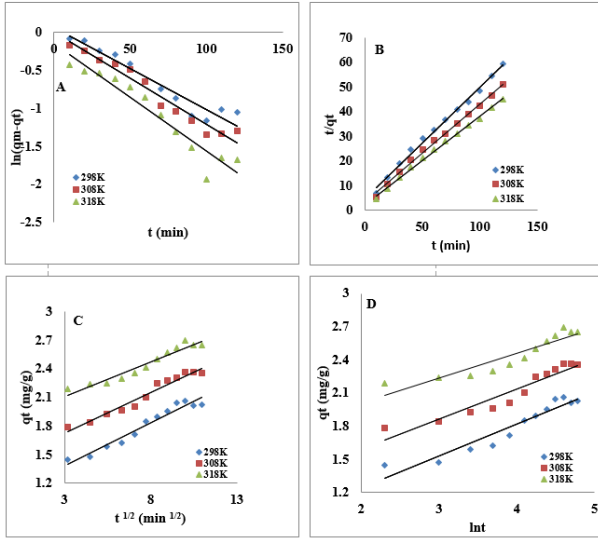 0
0
50
100
150
-0.5
-1
-1.5
-2
-2.5
A
ln(gm-qt)
298K
308K
318K
t (min)
70
60
50
40
30
20
10
0
B
t/qt
298K
308K
318K
0
50
100
150
t (min)
3
2.7
2.4
2.1
1.8
1.5
1.2
C
qt (mg/g)
298K
308K
318K
3
8
13
t 1/2 (min 1/2)
3
2.7
2.4
2.1
1.8
1.5
1.2
D
qt (mg/g)
298K
308K
318K
2
3
4
5
lnt